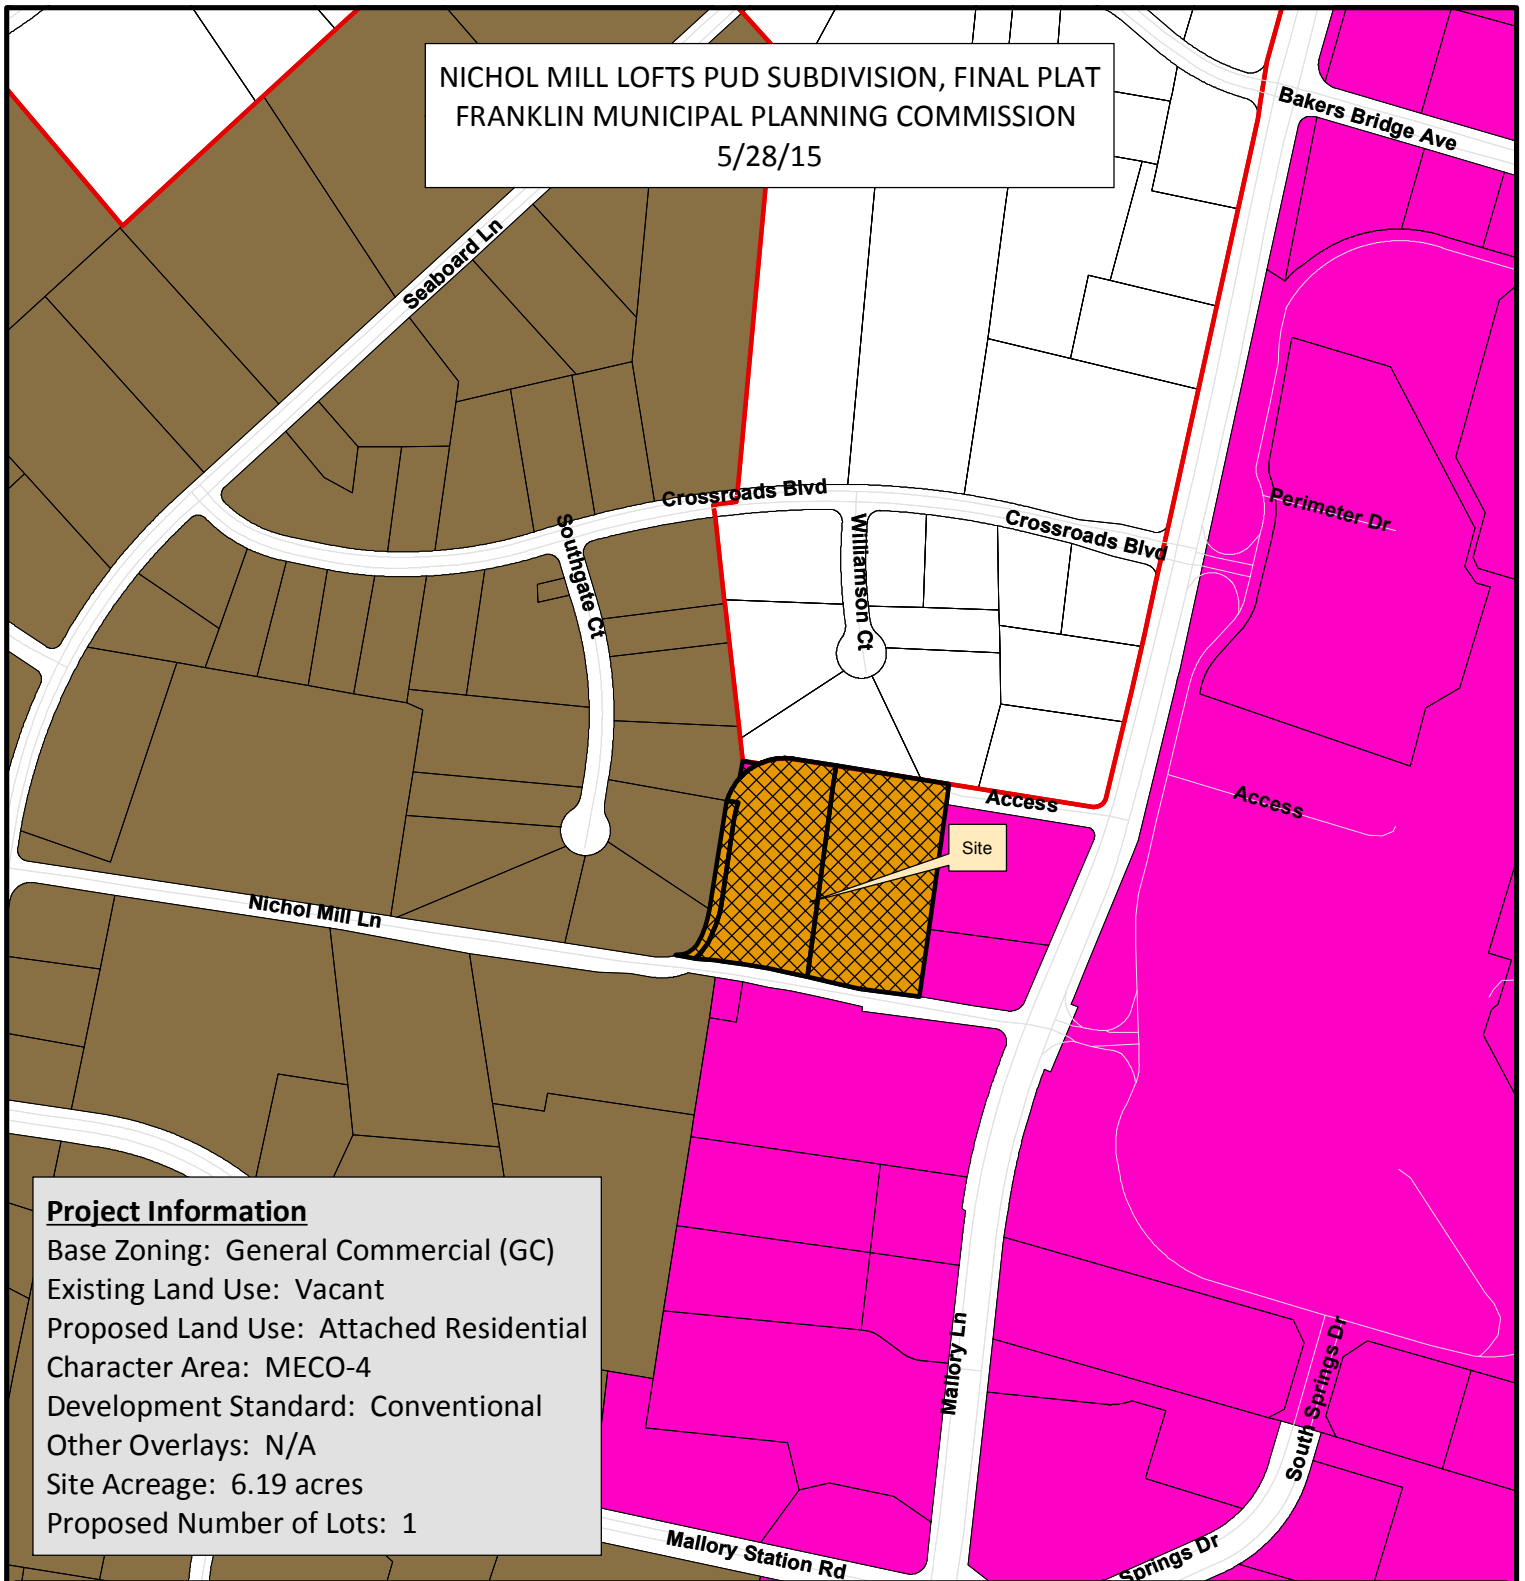 NICHOL MILL LOFTS PUD SUBDIVISION, FINAL PLAT
FRANKLIN MUNICIPAL PLANNING COMMISSION
5/28/15
Bakers Bridge Ave
Seaboard Ln
Crossroads Blvd
Perimeter Dr
Crossroads Blvd
Southgate Ct
Williamson Ct
Access
Access
Site
Nichol Mill Ln
Project Information
Base Zoning: General Commercial (GC)
Existing Land Use: Vacant
Proposed Land Use: Attached Residential
Character Area: MECO-4
Development Standard: Conventional
Other Overlays: N/A
Site Acreage: 6.19 acres
Proposed Number of Lots: 1
Mallory Ln
South Springs Dr
Mallory Station Rd
Springs Dr